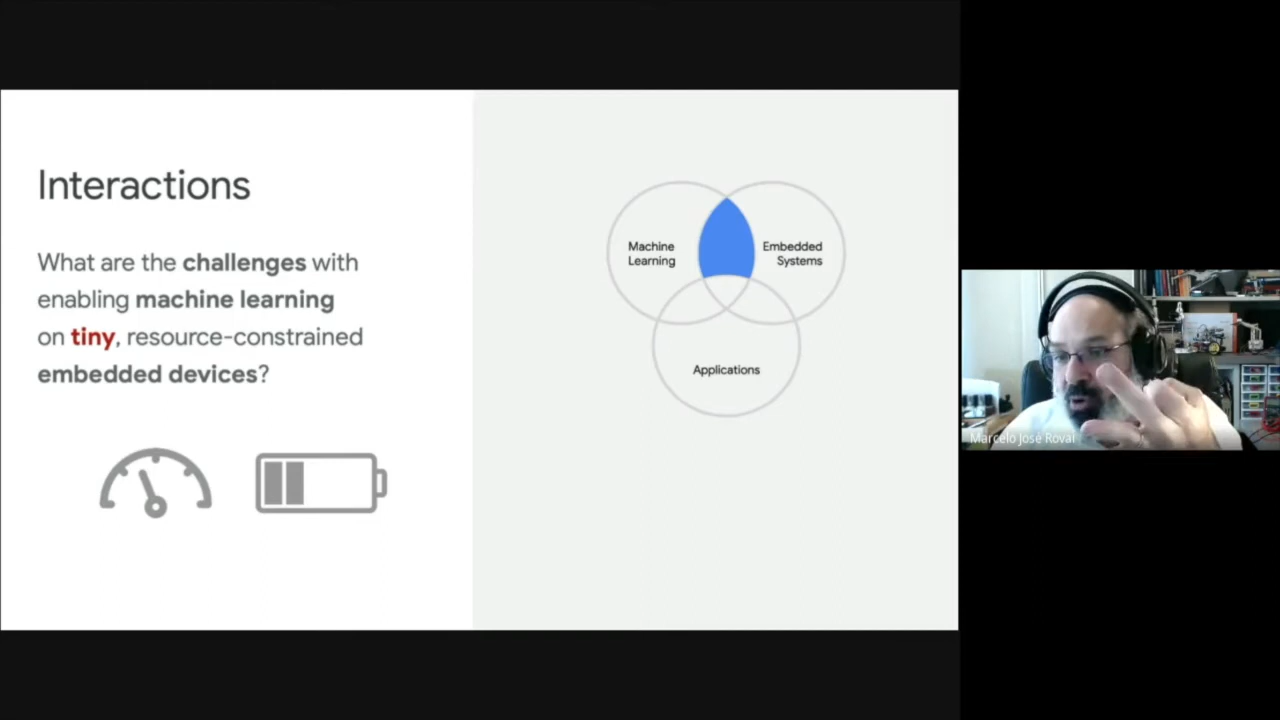 Interactions
What are the challenges with
enabling machine learning
on tiny, resource-constrained
embedded devices?
Machine
Learning
Embedded
Systems
Applications
Marcelo José Rovai